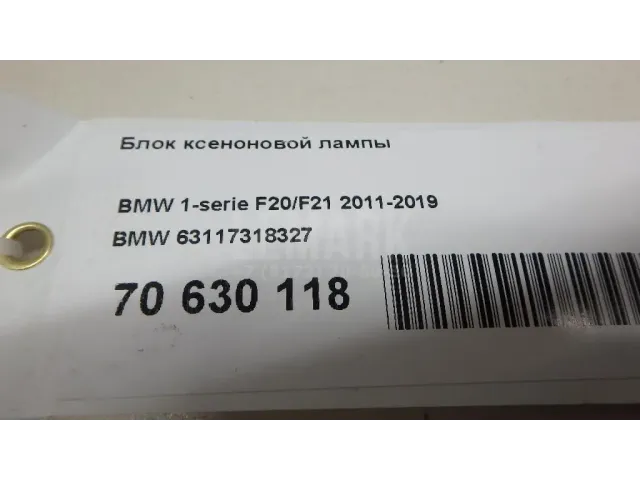 Блок ксеноновой лампы
BMW 1-serie F20/F21 2011-2019
BMW 63117318327
70 630 118